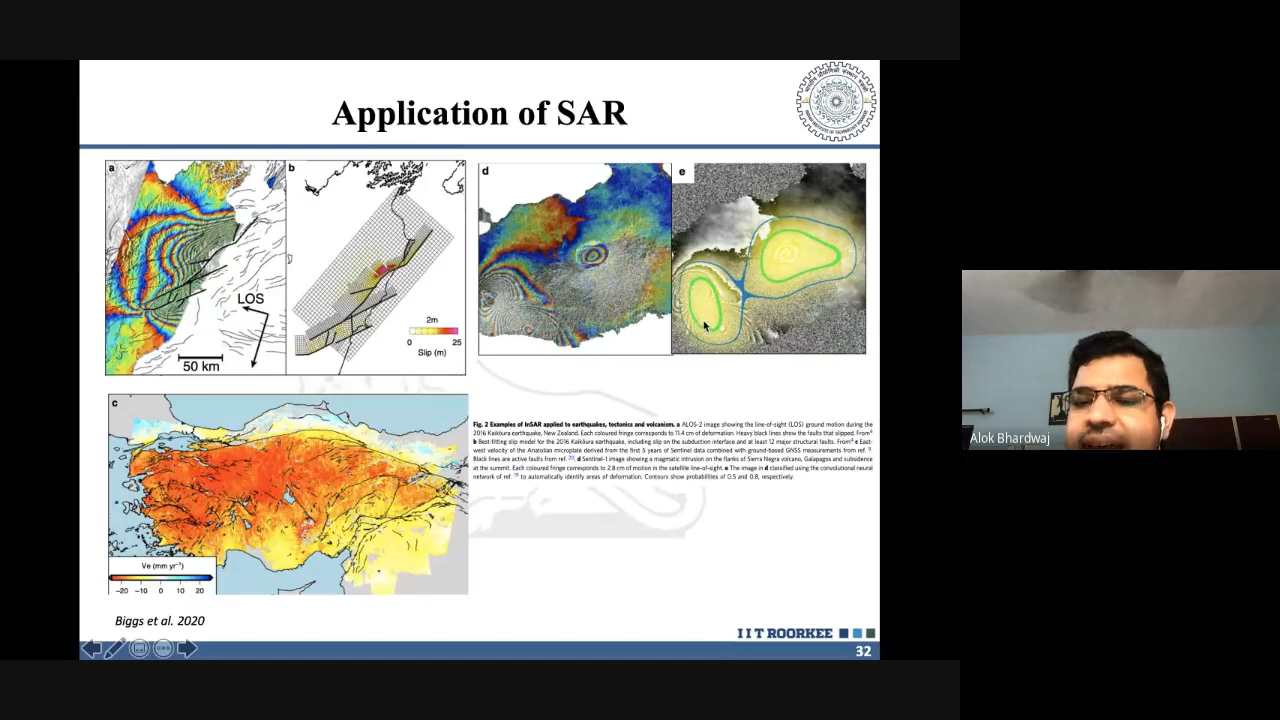 Application of SAR
a
LOS
50 km
b
2m
0 25
Slip (m)
d
e
c
Ve (mm yr⁻¹)
−20 −10 0 10 20
Fig. 2 Examples of InSAR applied to earthquakes, tectonics and volcanism. a ALOS-2 image showing the line-of-sight (LOS) ground motion during the
2016 Kaikōura earthquake, New Zealand. Each coloured fringe corresponds to 11.4 cm of deformation. Heavy black lines show the faults that slipped. From
b Best-fitting slip model for the 2016 Kaikōura earthquake, including slip on the subduction interface and at least 12 major structural faults. From c East-
west velocity of the Anatolian microplate derived from the first 5 years of Sentinel data combined with ground-based GNSS measurements from ref.
Black lines are active faults from ref. 20. d Sentinel-1 image showing a magmatic intrusion on the flanks of Sierra Negra volcano, Galapagos and subsidence
at the summit. Each coloured fringe corresponds to 2.8 cm of motion in the satellite line-of-sight. e The image in d classified using the convolutional neural
network of ref. to automatically identify areas of deformation. Contours show probabilities of 0.5 and 0.8, respectively.
Biggs et al. 2020
I I T ROORKEE
32
Alok Bhardwaj